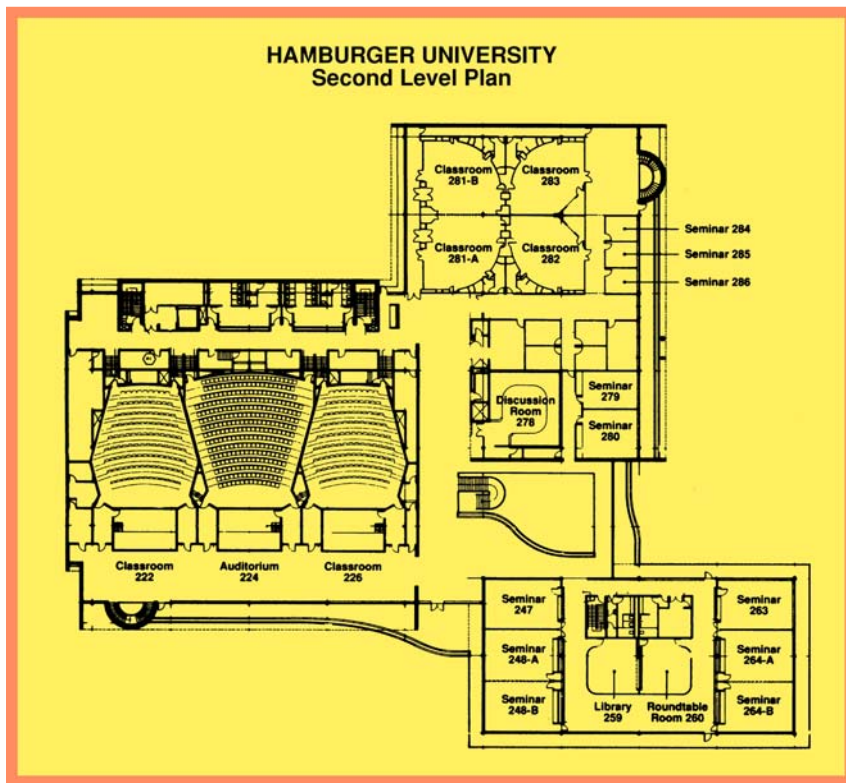 HAMBURGER UNIVERSITY
Second Level Plan
Classroom
281-B
Classroom
283
Classroom
281-A
Classroom
282
Seminar 284
Seminar 285
Seminar 286
Discussion
Room
278
Seminar
279
Seminar
280
Classroom
222
Auditorium
224
Classroom
226
Seminar
247
Seminar
248-A
Seminar
248-B
Library
259
Roundtable
Room 260
Seminar
263
Seminar
264-A
Seminar
264-B